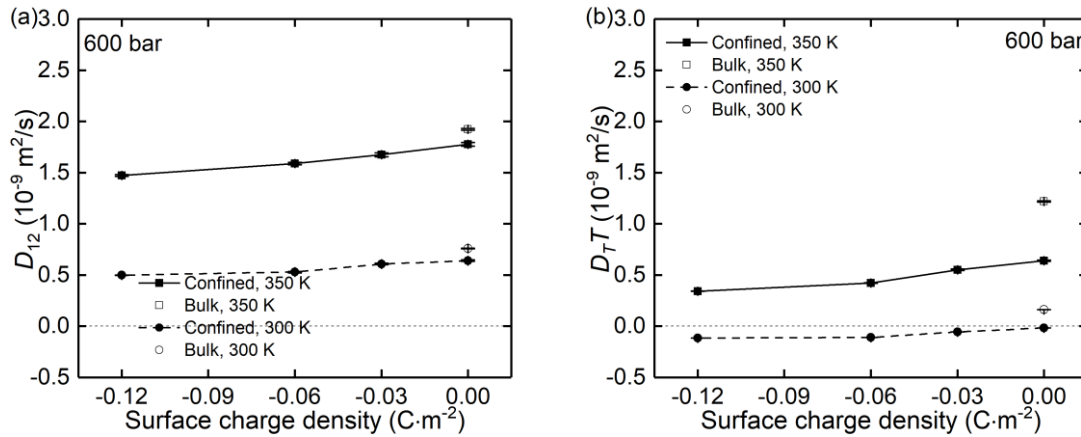 (a)
600 bar
3.0
2.5
2.0
1.5
1.0
0.5
0.0
-0.5
D12 (10-9 m2/s)
Confined, 350 K
Bulk, 350 K
Confined, 300 K
Bulk, 300 K
-0.12 -0.09 -0.06 -0.03 0.00
Surface charge density (C·m-2)
(b)
600 bar
3.0
2.5
2.0
1.5
1.0
0.5
0.0
-0.5
DTT (10-9 m2/s)
Confined, 350 K
Bulk, 350 K
Confined, 300 K
Bulk, 300 K
-0.12 -0.09 -0.06 -0.03 0.00
Surface charge density (C·m-2)